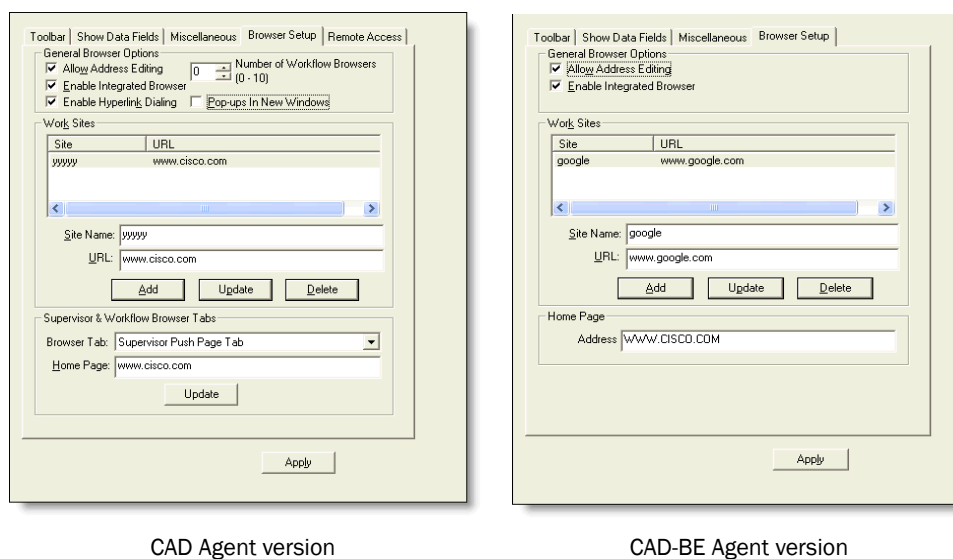 Toolbar Show Data Fields Miscellaneous Browser Setup Remote Access
General Browser Options
Allow Address Editing
0
Number of Workflow Browsers
(0 - 10)
Enable Integrated Browser
Enable Hyperlink Dialing
Pop-ups In New Windows
Work Sites
Site URL
yyyyy www.cisco.com
Site Name: yyyyy
URL: www.cisco.com
Add Update Delete
Supervisor & Workflow Browser Tabs
Browser Tab: Supervisor Push Page Tab
Home Page: www.cisco.com
Update
Apply
CAD Agent version
Toolbar Show Data Fields Miscellaneous Browser Setup
General Browser Options
Allow Address Editing
Enable Integrated Browser
Work Sites
Site URL
google www.google.com
Site Name: google
URL: www.google.com
Add Update Delete
Home Page
Address WWW.CISCO.COM
Apply
CAD-BE Agent version